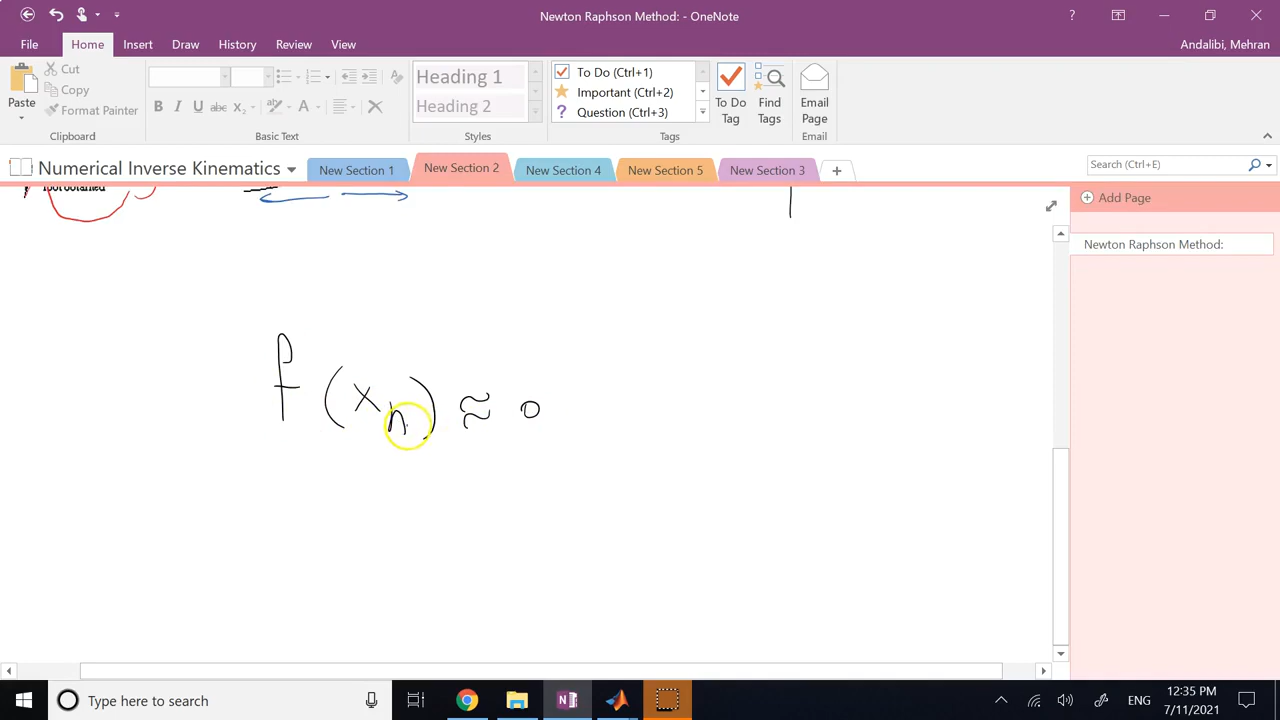 Newton Raphson Method: - OneNote
Andalibi, Mehran
File Home Insert Draw History Review View
Paste
Cut
Copy
Format Painter
Clipboard
B I U abc X₂ A
Basic Text
Heading 1
Heading 2
Styles
To Do (Ctrl+1)
Important (Ctrl+2)
? Question (Ctrl+3)
Tags
To Do Tag
Find Tags
Email Page
Email
Numerical Inverse Kinematics
New Section 1
New Section 2
New Section 4
New Section 5
New Section 3
Search (Ctrl+E)
Add Page
Newton Raphson Method:
root obtained
f(xₙ) ≈ 0
Type here to search
ENG
12:35 PM
7/11/2021